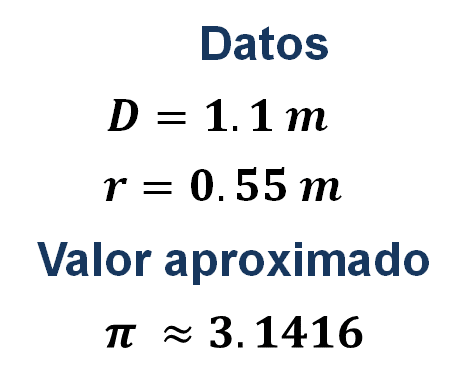 Datos
D = 1.1 m
r = 0.55 m
Valor aproximado
π ≈ 3.1416